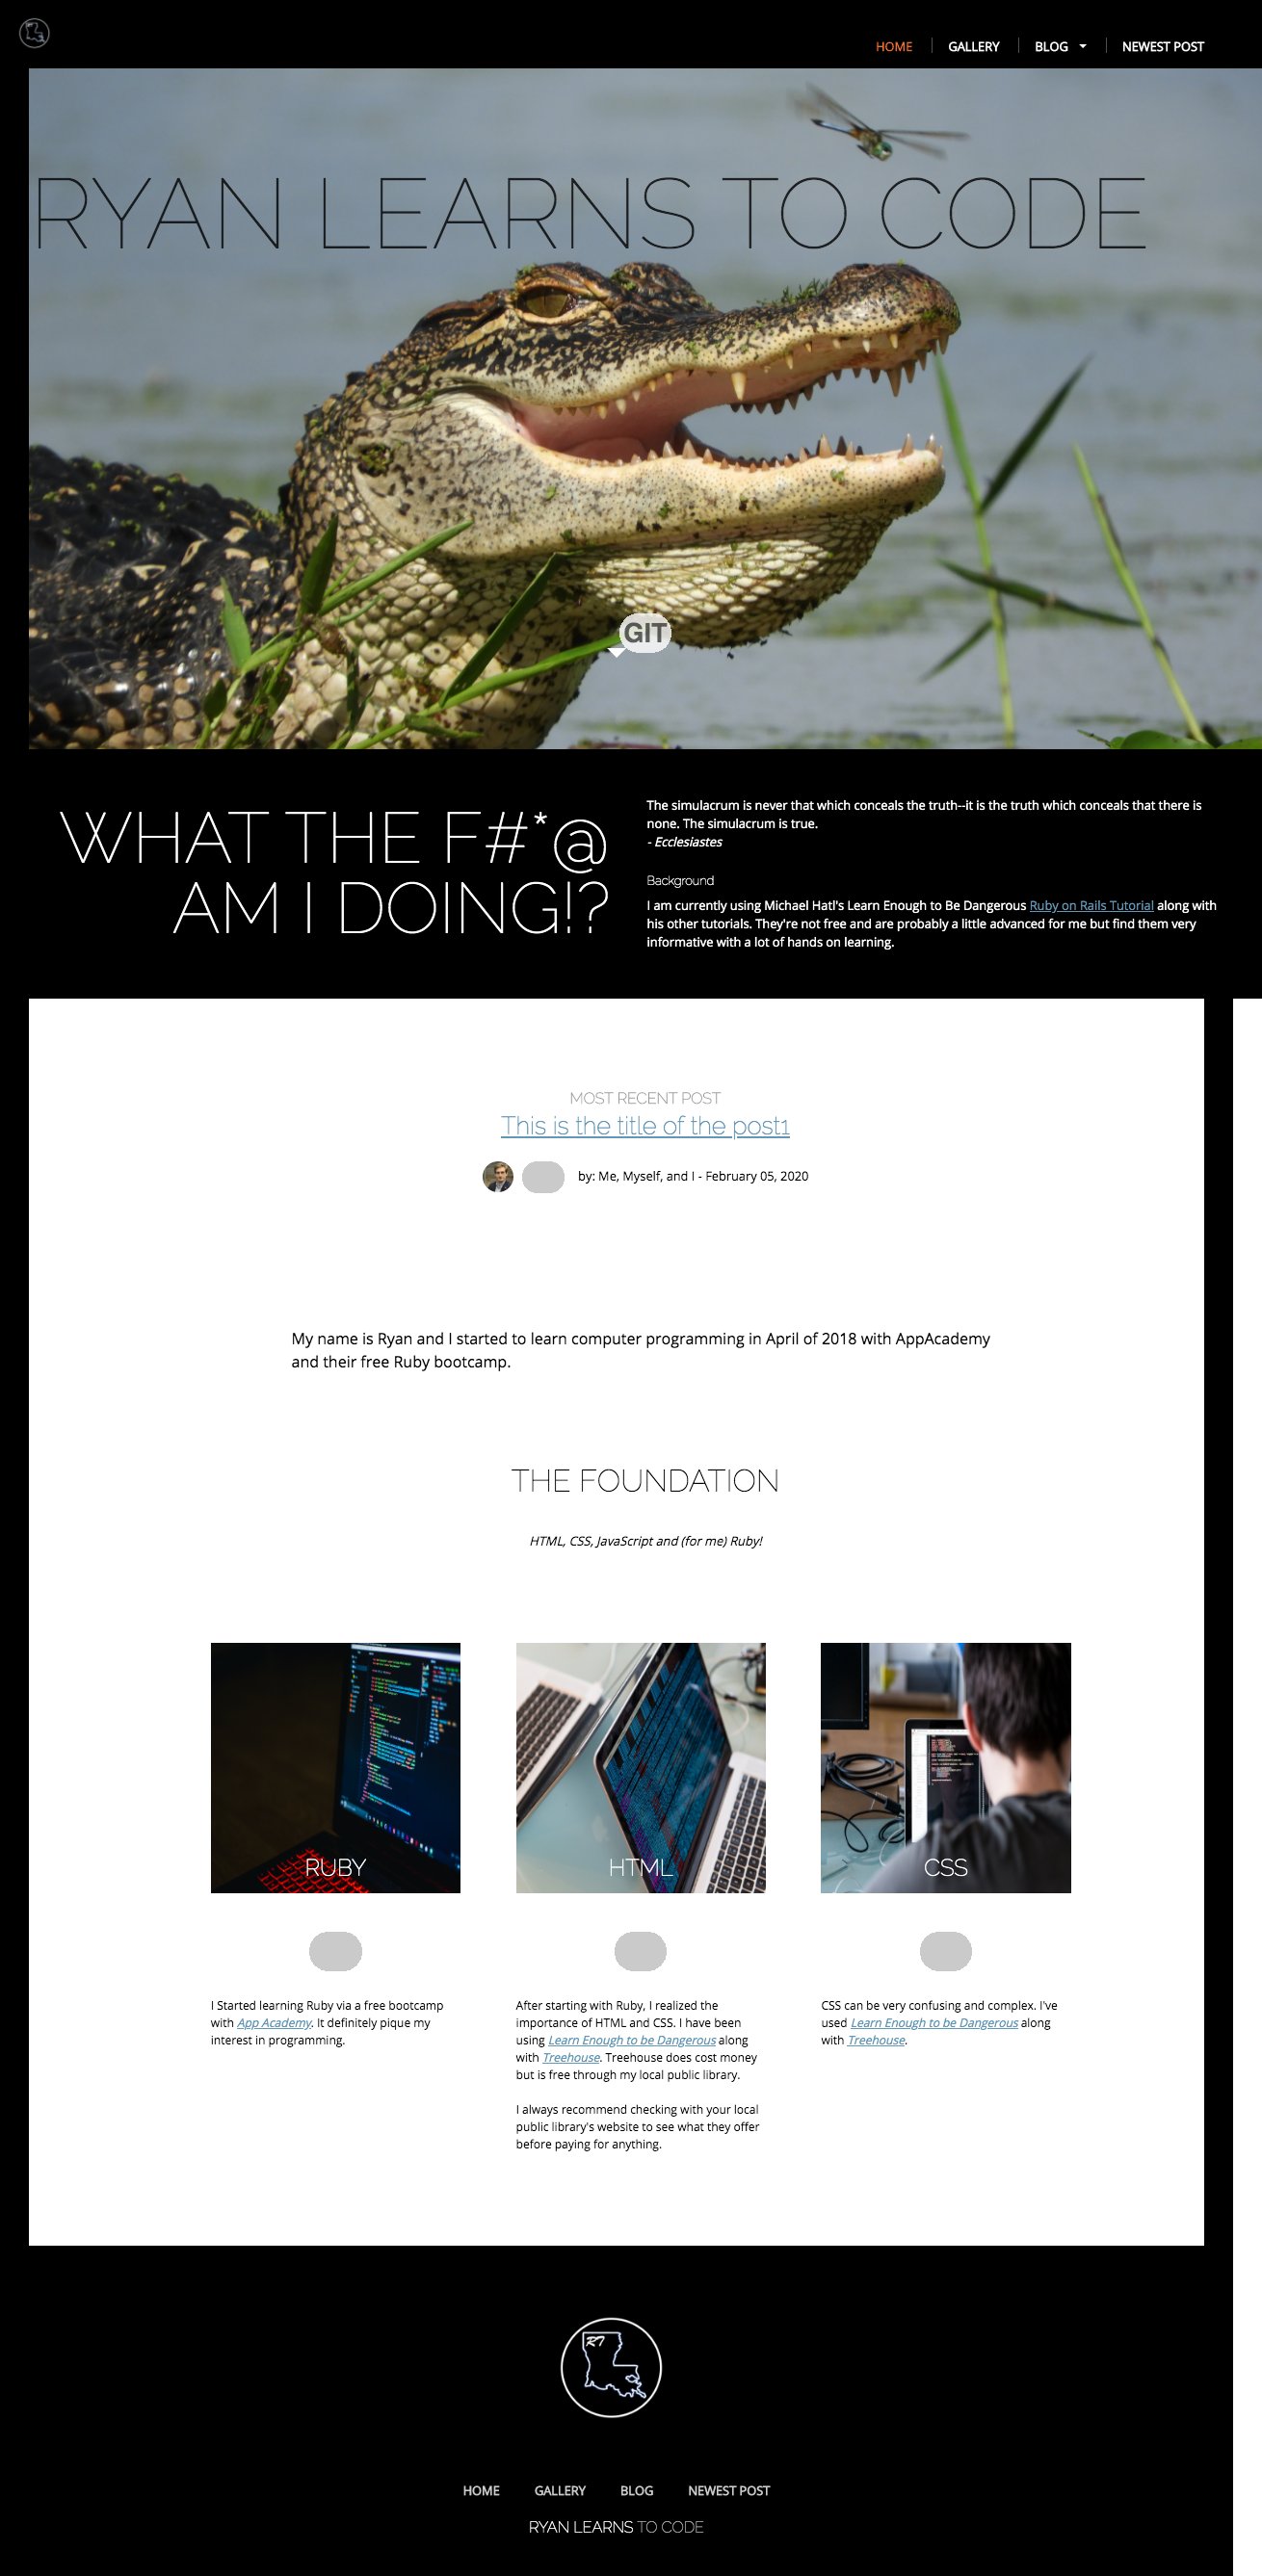 HOME
GALLERY
BLOG
NEWEST POST
RYAN LEARNS TO CODE
GIT
WHAT THE F#*@
AM I DOING!?
The simulacrum is never that which conceals the truth--it is the truth which conceals that there is
none. The simulacrum is true.
- Ecclesiastes
Background
I am currently using Michael Hatl's Learn Enough to Be Dangerous Ruby on Rails Tutorial along with
his other tutorials. They're not free and are probably a little advanced for me but find them very
informative with a lot of hands on learning.
MOST RECENT POST
This is the title of the post1
by: Me, Myself, and I - February 05, 2020
My name is Ryan and I started to learn computer programming in April of 2018 with AppAcademy
and their free Ruby bootcamp.
THE FOUNDATION
HTML, CSS, JavaScript and (for me) Ruby!
RUBY
I Started learning Ruby via a free bootcamp
with App Academy. It definitely pique my
interest in programming.
HTML
After starting with Ruby, I realized the
importance of HTML and CSS. I have been
using Learn Enough to be Dangerous along
with Treehouse. Treehouse does cost money
but is free through my local public library.
I always recommend checking with your local
public library's website to see what they offer
before paying for anything.
CSS
CSS can be very confusing and complex. I've
used Learn Enough to be Dangerous along
with Treehouse.
RT
HOME
GALLERY
BLOG
NEWEST POST
RYAN LEARNS TO CODE